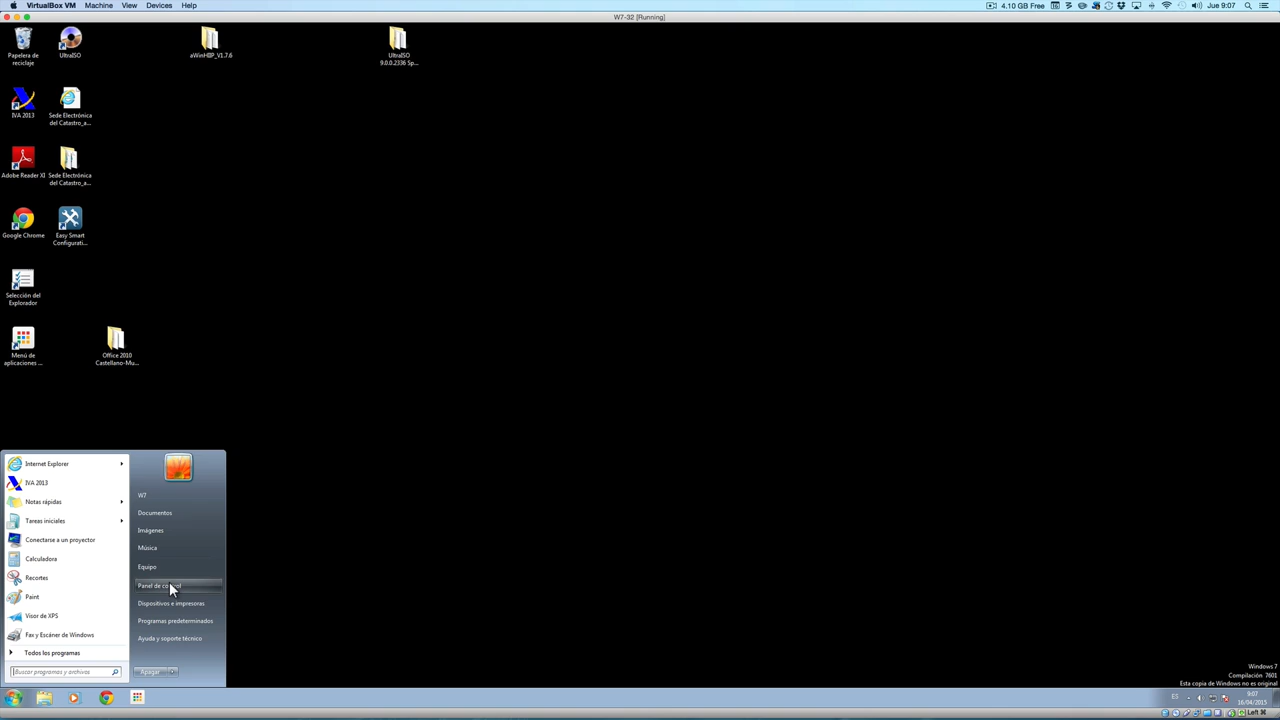 VirtualBox VM Machine View Devices Help
4.10 GB Free
Jue 9:07
W7-32 [Running]
Papelera de
reciclaje
UltraISO
aWinHIIP_V1.7.6
UltraISO
9.0.0.2336 Sp...
IVA 2013
Sede Electrónica
del Catastro_a...
Adobe Reader XI
Sede Electrónica
del Catastro_a...
Google Chrome
Easy Smart
Configurati...
Selección del
Explorador
Menú de
aplicaciones ...
Office 2010
Castellano-Mu...
Internet Explorer
IVA 2013
Notas rápidas
Tareas iniciales
Conectarse a un proyector
Calculadora
Recortes
Paint
Visor de XPS
Fax y Escáner de Windows
Todos los programas
Buscar programas y archivos
W7
Documentos
Imágenes
Música
Equipo
Panel de control
Dispositivos e impresoras
Programas predeterminados
Ayuda y soporte técnico
Apagar
Windows 7
Compilación 7601
Esta copia de Windows no es original
ES
9:07
16/04/2015
Left ⌘